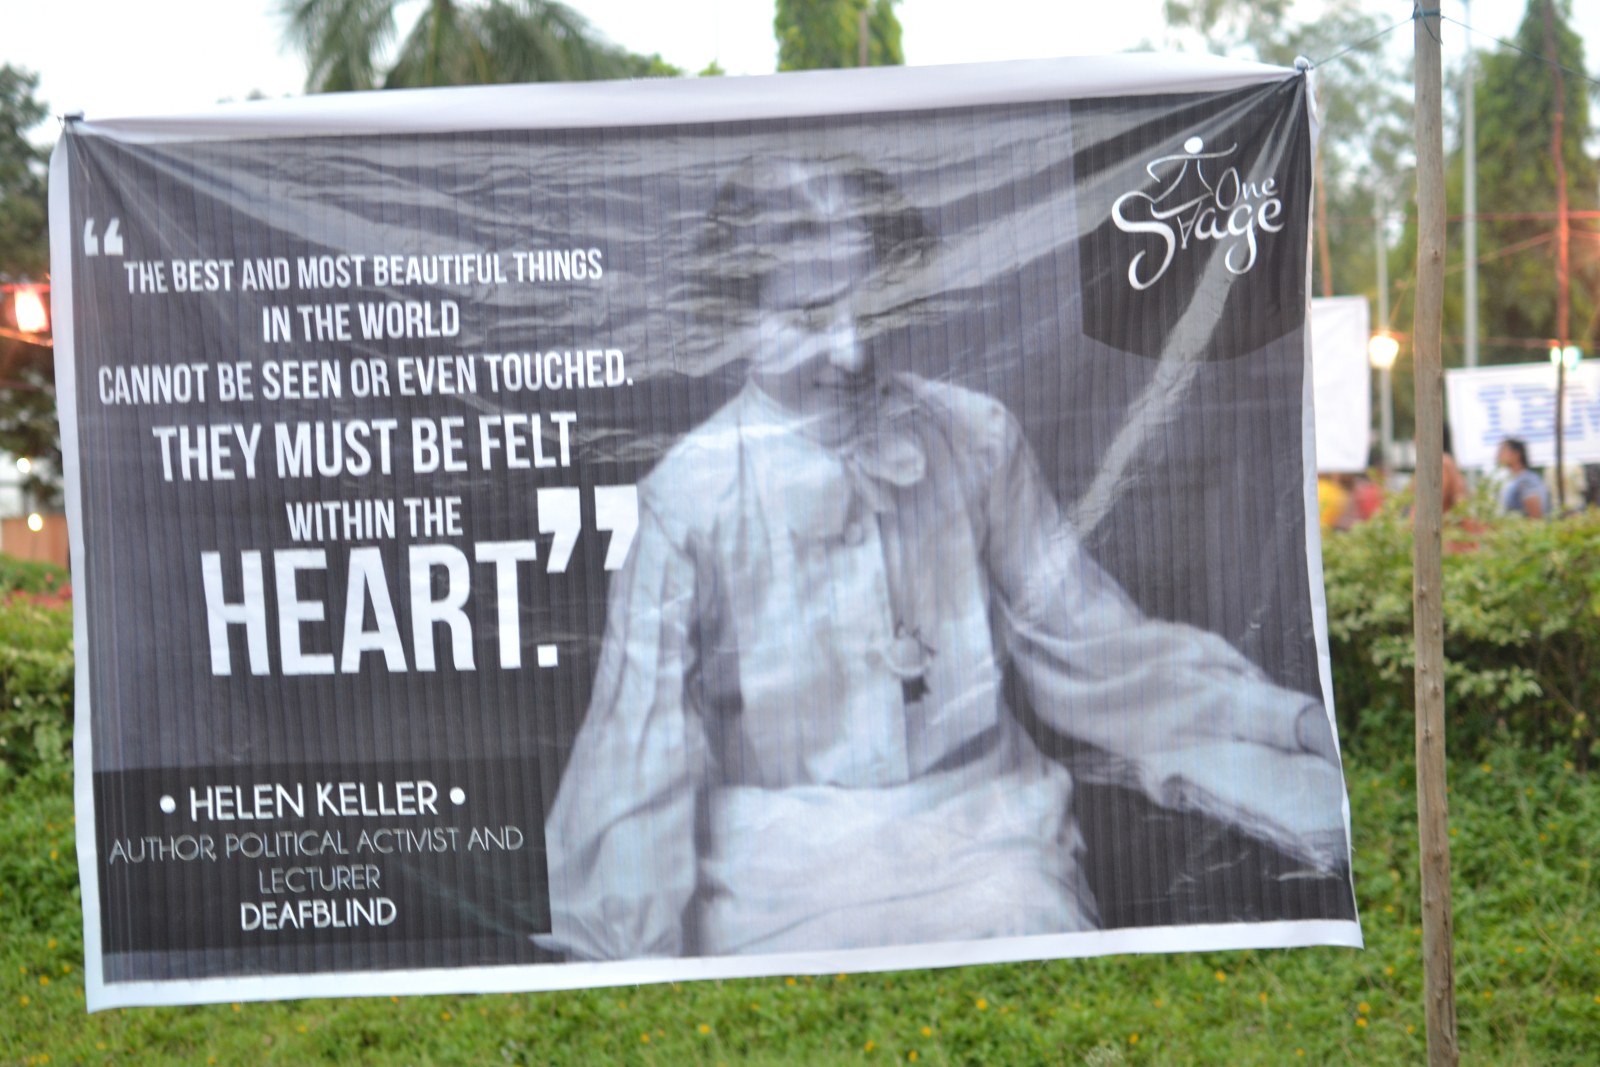 “
THE BEST AND MOST BEAUTIFUL THINGS
IN THE WORLD
CANNOT BE SEEN OR EVEN TOUCHED.
THEY MUST BE FELT
WITHIN THE
HEART.”
• HELEN KELLER •
AUTHOR, POLITICAL ACTIVIST AND
LECTURER
DEAFBLIND
One
Stage
IBM